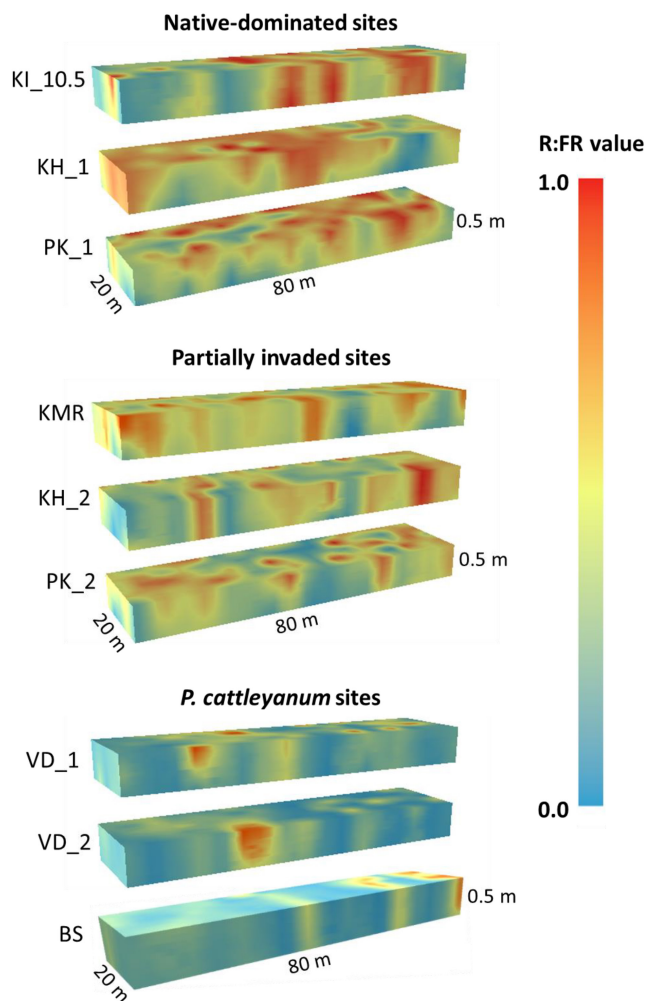 Native-dominated sites
KI_10.5
KH_1
PK_1
0.5 m
20 m
80 m
Partially invaded sites
KMR
KH_2
PK_2
0.5 m
20 m
80 m
P. cattleyanum sites
VD_1
VD_2
BS
0.5 m
20 m
80 m
R:FR value
1.0
0.0